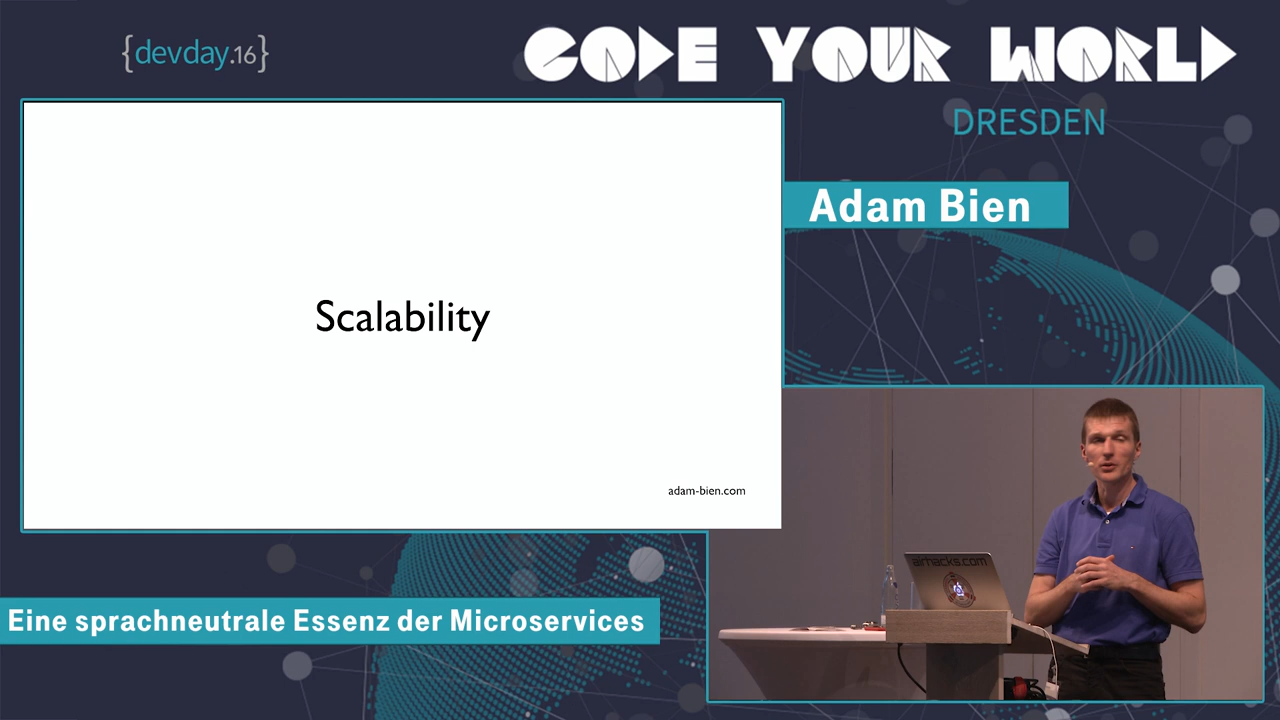 {devday.16}
CODE YOUR WORLD
DRESDEN
Adam Bien
Scalability
adam-bien.com
airhacks.com
Eine sprachneutrale Essenz der Microservices